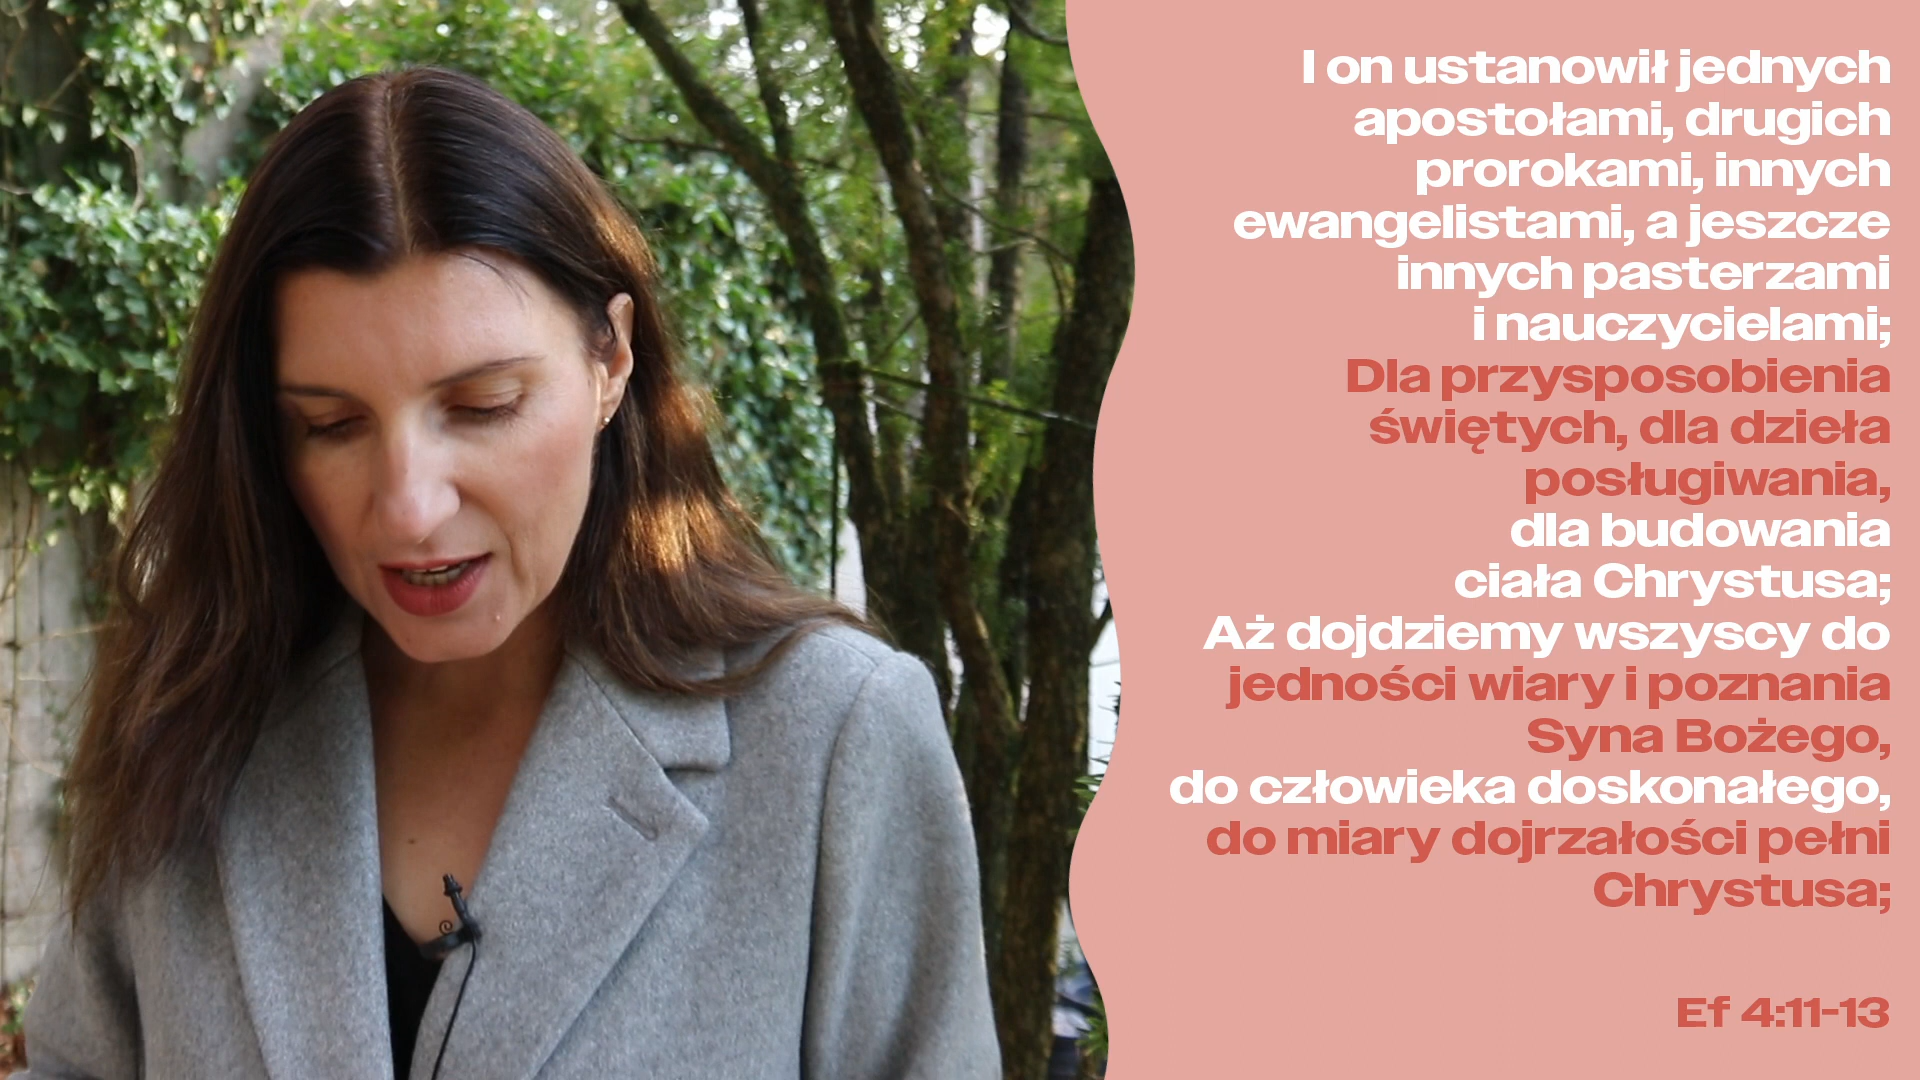 I on ustanowił jednych
apostołami, drugich
prorokami, innych
ewangelistami, a jeszcze
innych pasterzami
i nauczycielami;
Dla przysposobienia
świętych, dla dzieła
posługiwania,
dla budowania
ciała Chrystusa;
Aż dojdziemy wszyscy do
jedności wiary i poznania
Syna Bożego,
do człowieka doskonałego,
do miary dojrzałości pełni
Chrystusa;
Ef 4:11-13